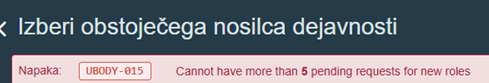 Izberi obstoječega nosilca dejavnosti
Napaka: UBODY-015 Cannot have more than 5 pending requests for new roles